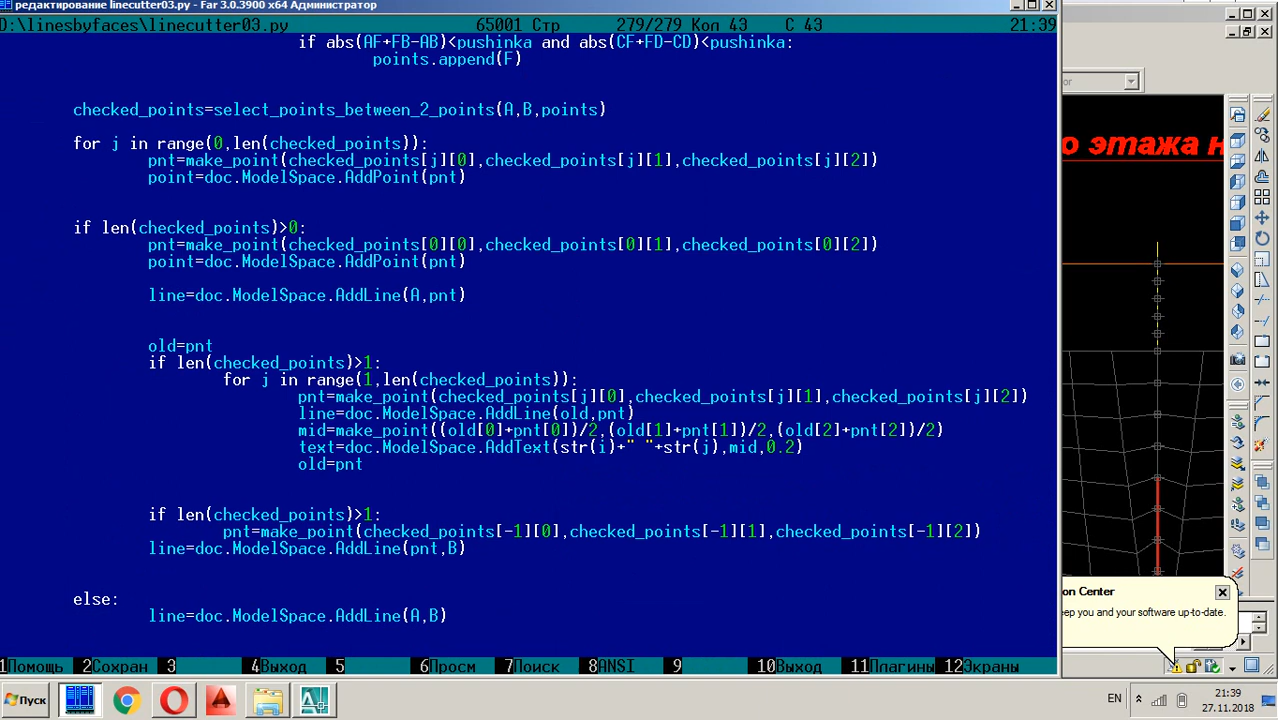 редактирование linecutter03.py - Far 3.0.3900 x64 Администратор
D:\linesbyfaces\linecutter03.py 65001 Стр 279/279 Кол 43 С 43 21:39
if abs(AF+FB-AB)<pushinka and abs(CF+FD-CD)<pushinka:
points.append(F)
checked_points=select_points_between_2_points(A,B,points)
for j in range(0,len(checked_points)):
pnt=make_point(checked_points[j][0],checked_points[j][1],checked_points[j][2])
point=doc.ModelSpace.AddPoint(pnt)
if len(checked_points)>0:
pnt=make_point(checked_points[0][0],checked_points[0][1],checked_points[0][2])
point=doc.ModelSpace.AddPoint(pnt)
line=doc.ModelSpace.AddLine(A,pnt)
old=pnt
if len(checked_points)>1:
for j in range(1,len(checked_points)):
pnt=make_point(checked_points[j][0],checked_points[j][1],checked_points[j][2])
line=doc.ModelSpace.AddLine(old,pnt)
mid=make_point((old[0]+pnt[0])/2,(old[1]+pnt[1])/2,(old[2]+pnt[2])/2)
text=doc.ModelSpace.AddText(str(i)+" "+str(j),mid,0.2)
old=pnt
if len(checked_points)>1:
pnt=make_point(checked_points[-1][0],checked_points[-1][1],checked_points[-1][2])
line=doc.ModelSpace.AddLine(pnt,B)
else:
line=doc.ModelSpace.AddLine(A,B)
1Помощь 2Сохран 3 4Выход 5 6Просм 7Поиск 8ANSI 9 10Выход 11Плагины 12Экраны
or
о этажа н
on Center
eep you and your software up-to-date.
Пуск
EN
21:39
27.11.2018